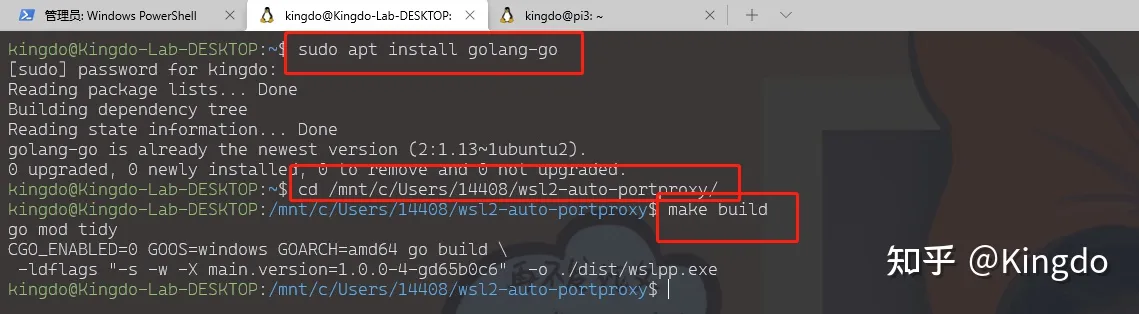 管理员: Windows PowerShell
kingdo@Kingdo-Lab-DESKTOP:
kingdo@pi3: ~
kingdo@Kingdo-Lab-DESKTOP:~$ sudo apt install golang-go
[sudo] password for kingdo:
Reading package lists... Done
Building dependency tree
Reading state information... Done
golang-go is already the newest version (2:1.13~1ubuntu2).
0 upgraded, 0 newly installed, 0 to remove and 0 not upgraded.
kingdo@Kingdo-Lab-DESKTOP:~$ cd /mnt/c/Users/14408/wsl2-auto-portproxy/
kingdo@Kingdo-Lab-DESKTOP:/mnt/c/Users/14408/wsl2-auto-portproxy$ make build
go mod tidy
CGO_ENABLED=0 GOOS=windows GOARCH=amd64 go build \
-ldflags "-s -w -X main.version=1.0.0-4-gd65b0c6" -o ./dist/wslpp.exe
kingdo@Kingdo-Lab-DESKTOP:/mnt/c/Users/14408/wsl2-auto-portproxy$
知乎 @Kingdo